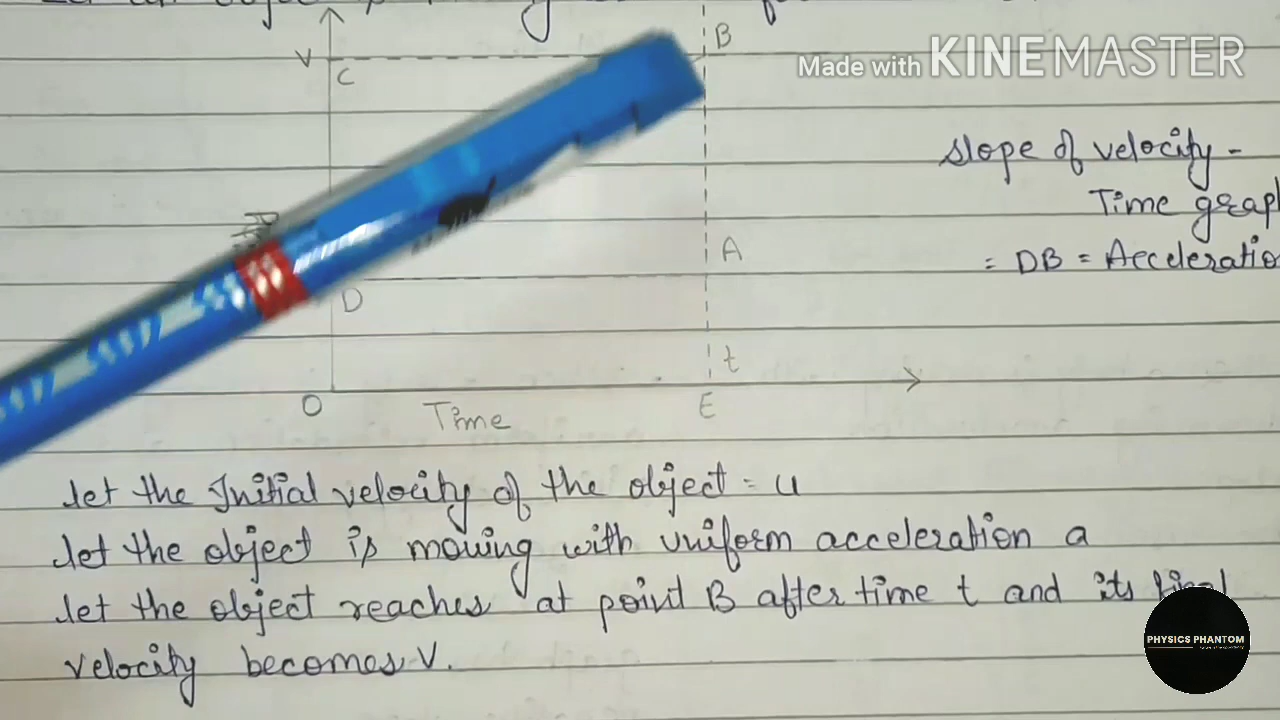 B
V
C
Made with KINEMASTER
slope of velocity -
Time graph
A
= DB = Acceleratio
D
t
O
Time
E
let the Initial velocity of the object = u
let the object is moving with uniform acceleration a
let the object reaches at point B after time t and its final
velocity becomes V.
PHYSICS PHANTOM